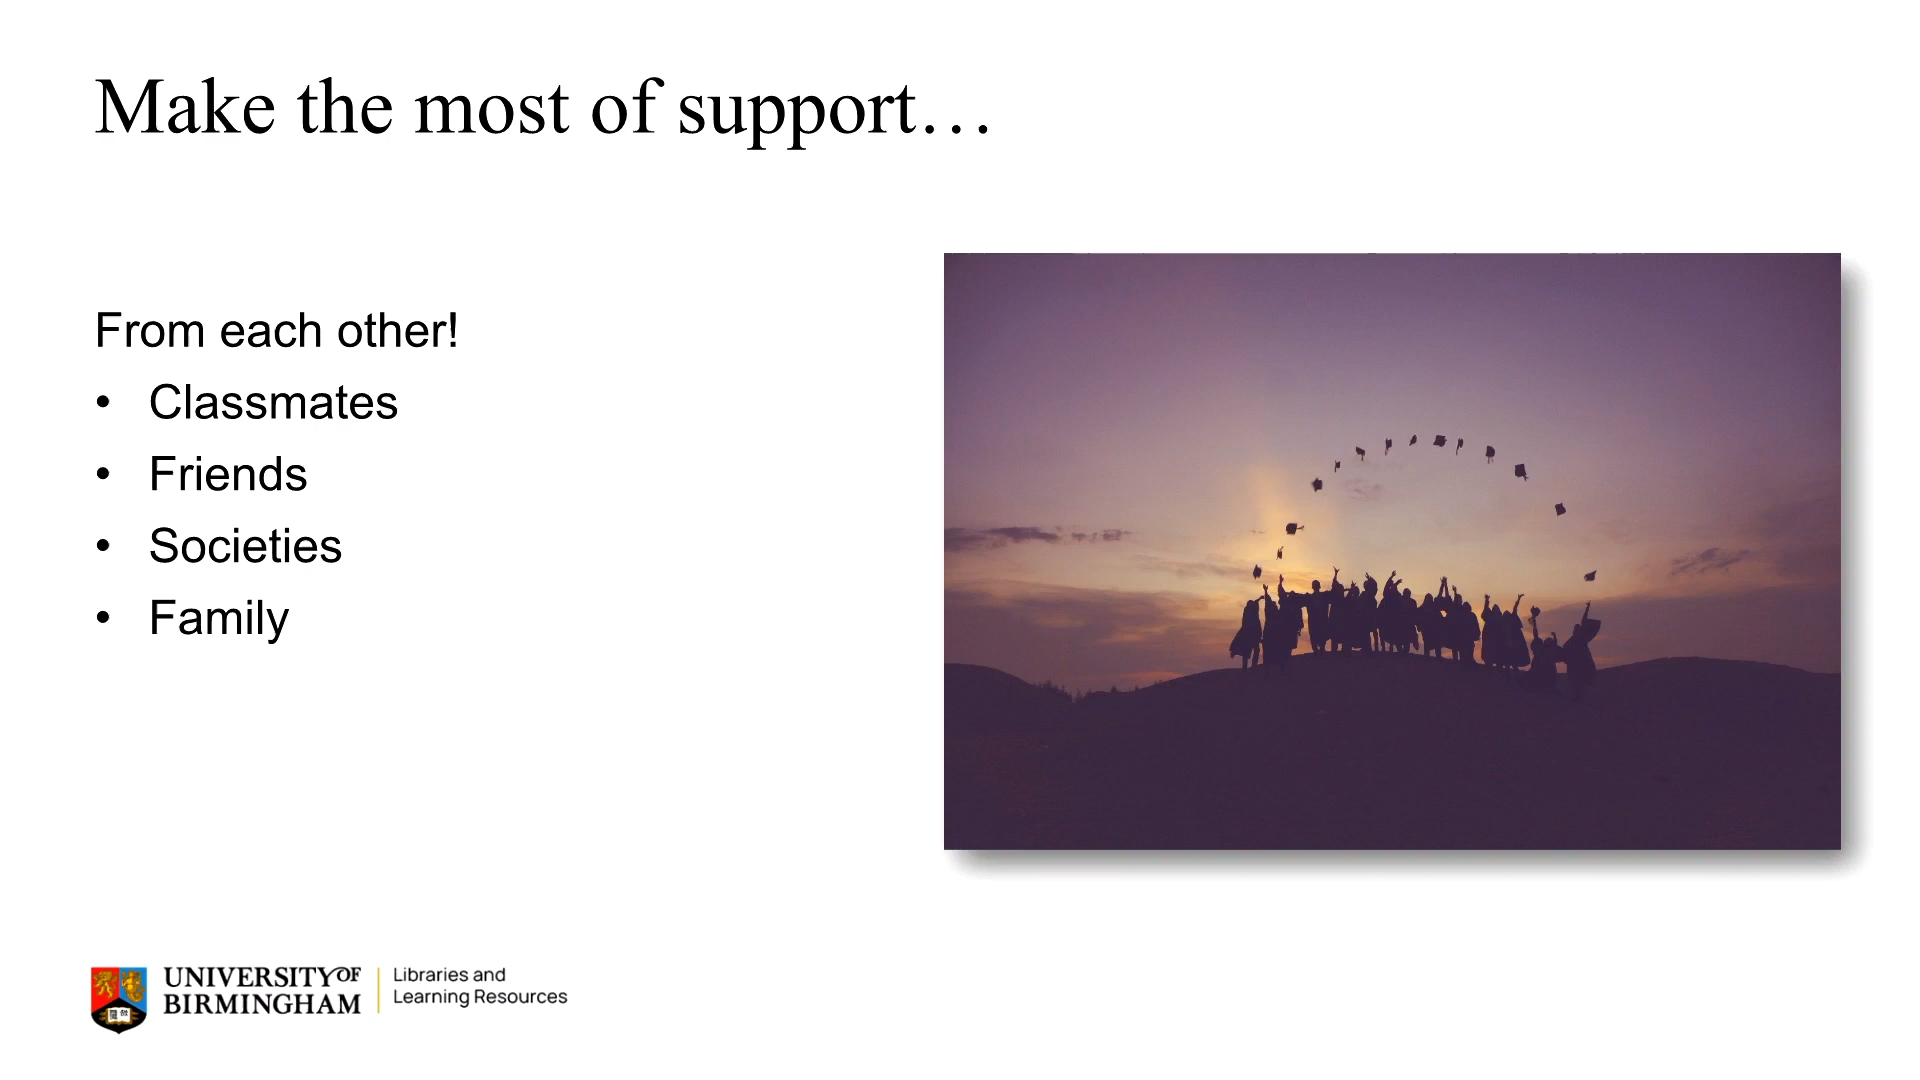 Make the most of support…
From each other!
• Classmates
• Friends
• Societies
• Family
UNIVERSITY OF
BIRMINGHAM
Libraries and
Learning Resources